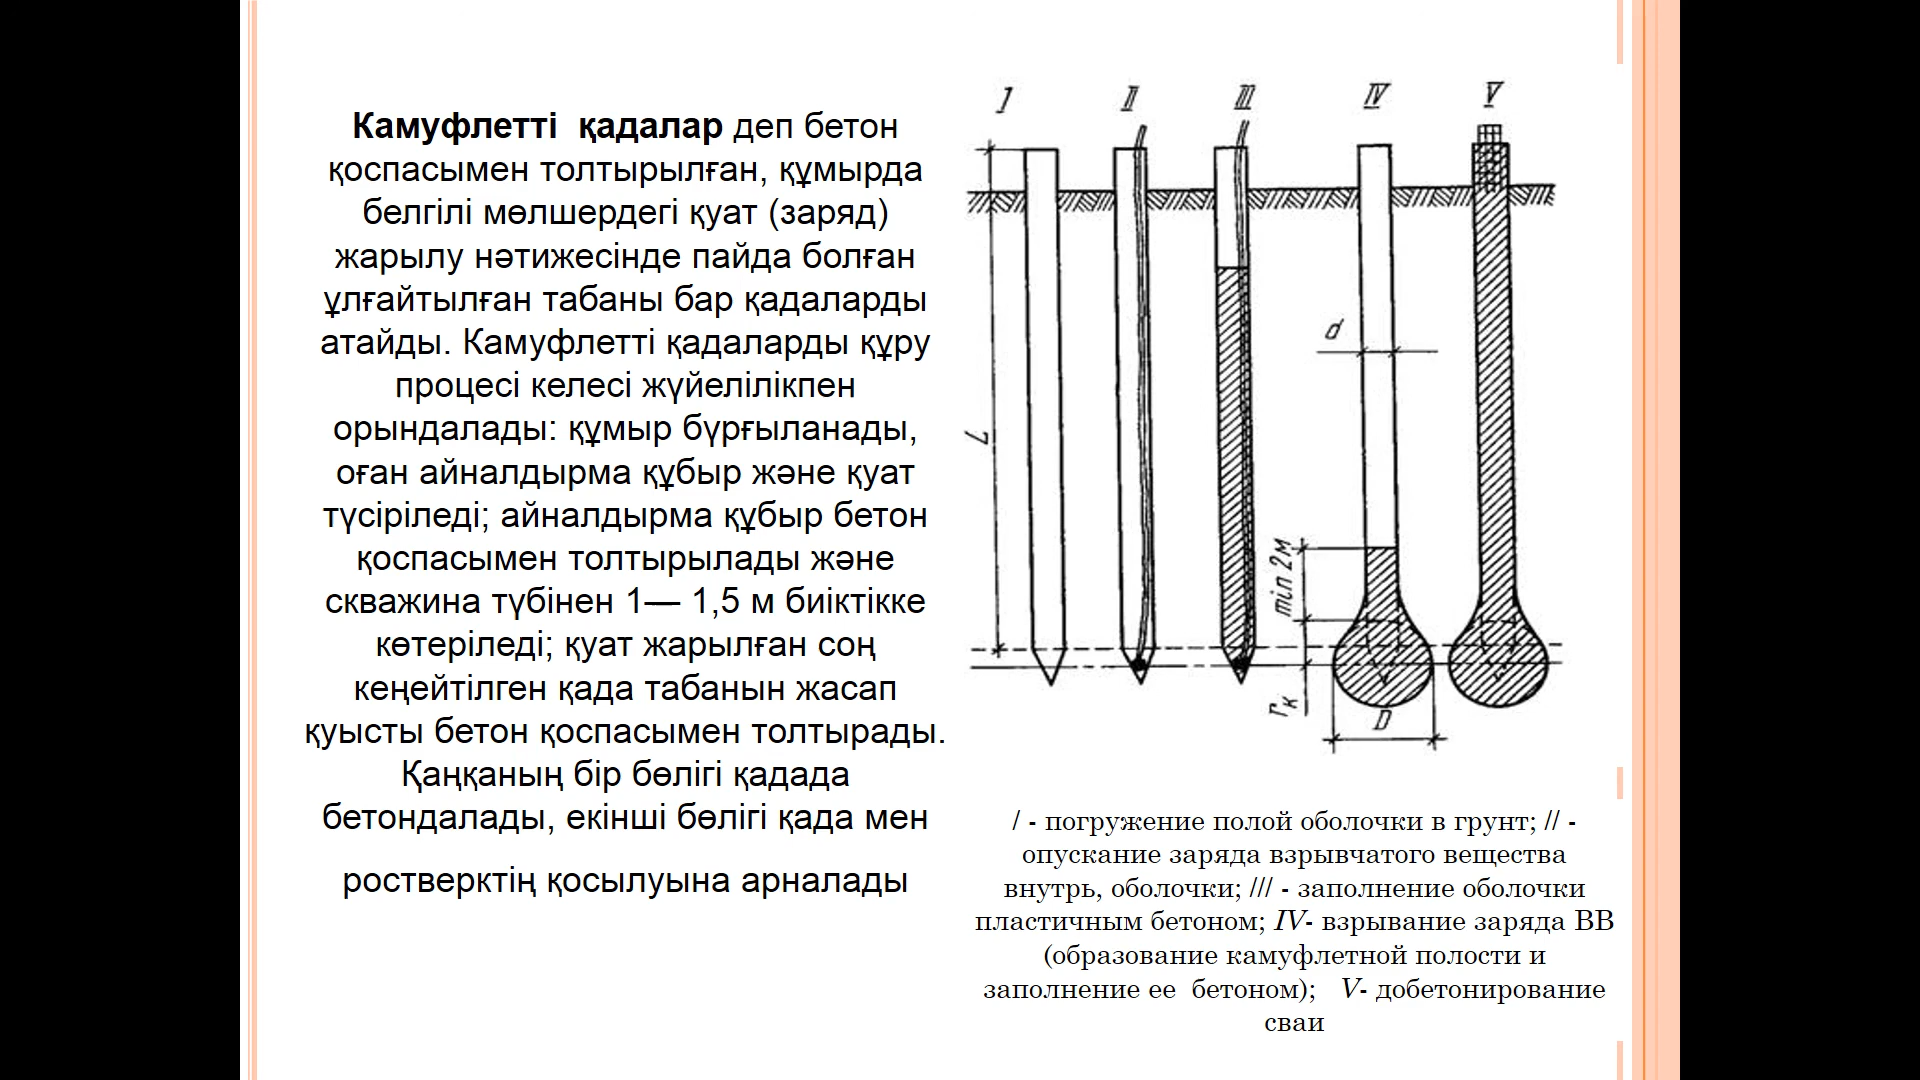 Камуфлетті қадалар деп бетон
қоспасымен толтырылған, құмырда
белгілі мөлшердегі қуат (заряд)
жарылу нәтижесінде пайда болған
ұлғайтылған табаны бар қадаларды
атайды. Камуфлетті қадаларды құру
процесі келесі жүйелілікпен
орындалады: құмыр бүрғыланады,
оған айналдырма құбыр және қуат
түсіріледі; айналдырма құбыр бетон
қоспасымен толтырылады және
скважина түбінен 1— 1,5 м биіктікке
көтеріледі; қуат жарылған соң
кеңейтілген қада табанын жасап
қуысты бетон қоспасымен толтырады.
Қаңқаның бір бөлігі қадада
бетондалады, екінші бөлігі қада мен
ростверктің қосылуына арналады
I II III IV V
d
L
min 2м
rк
D
/ - погружение полой оболочки в грунт; // -
опускание заряда взрывчатого вещества
внутрь, оболочки; /// - заполнение оболочки
пластичным бетоном; IV- взрывание заряда ВВ
(образование камуфлетной полости и
заполнение ее бетоном); V- добетонирование
сваи